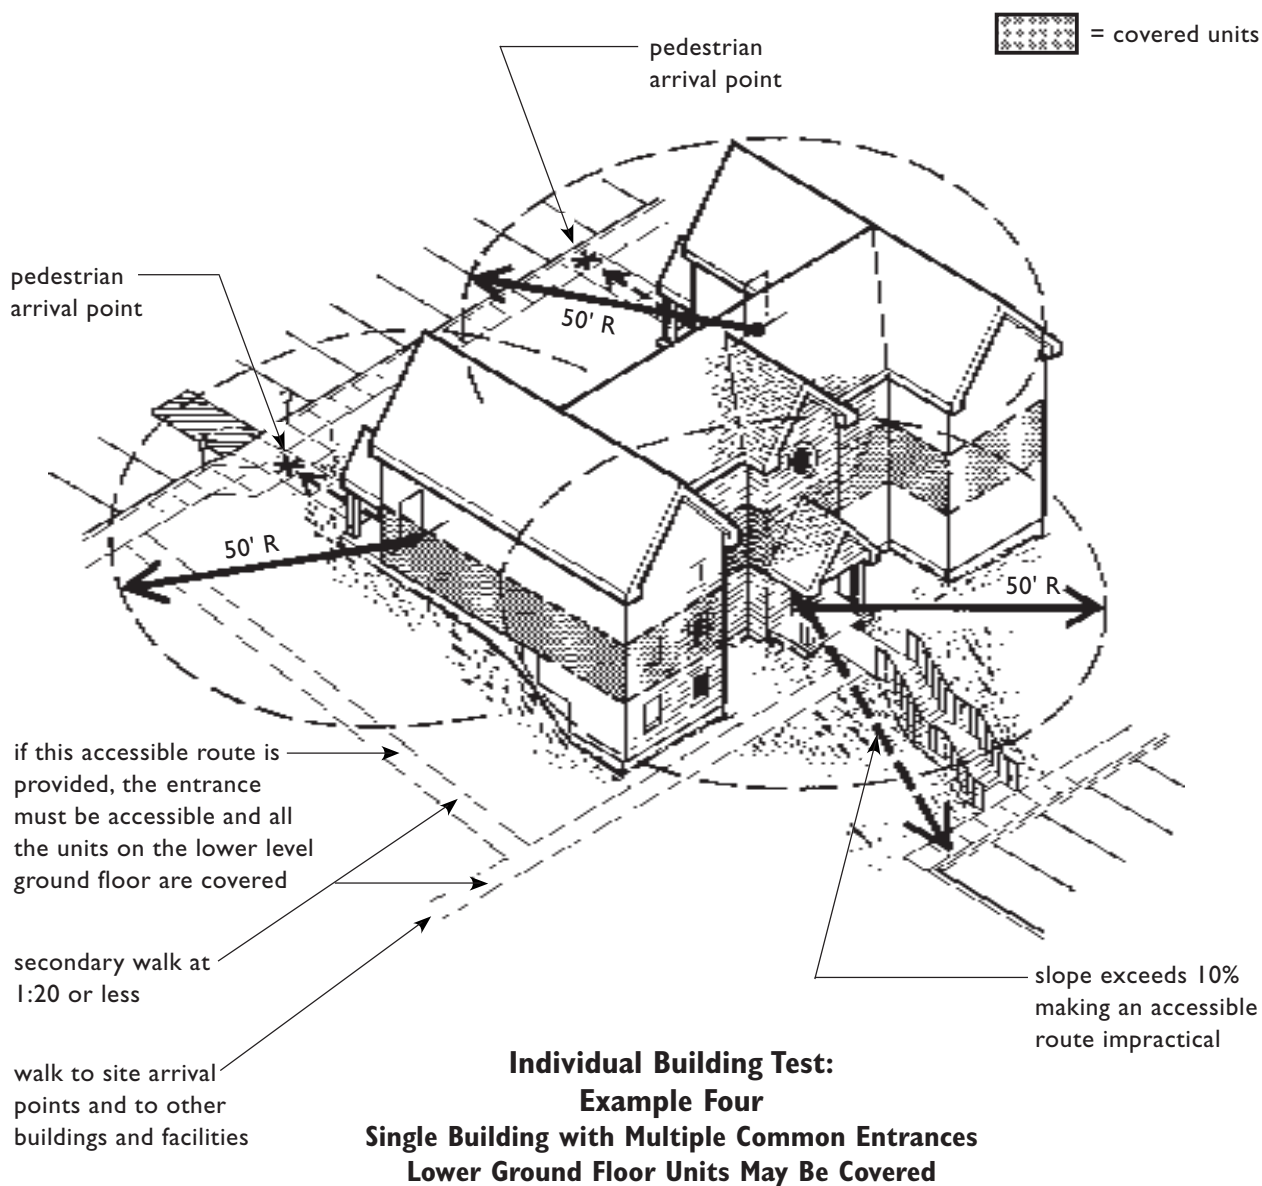 pedestrian
arrival point
= covered units
pedestrian
arrival point
50' R
50' R
50' R
if this accessible route is
provided, the entrance
must be accessible and all
the units on the lower level
ground floor are covered
secondary walk at
1:20 or less
walk to site arrival
points and to other
buildings and facilities
slope exceeds 10%
making an accessible
route impractical
Individual Building Test:
Example Four
Single Building with Multiple Common Entrances
Lower Ground Floor Units May Be Covered